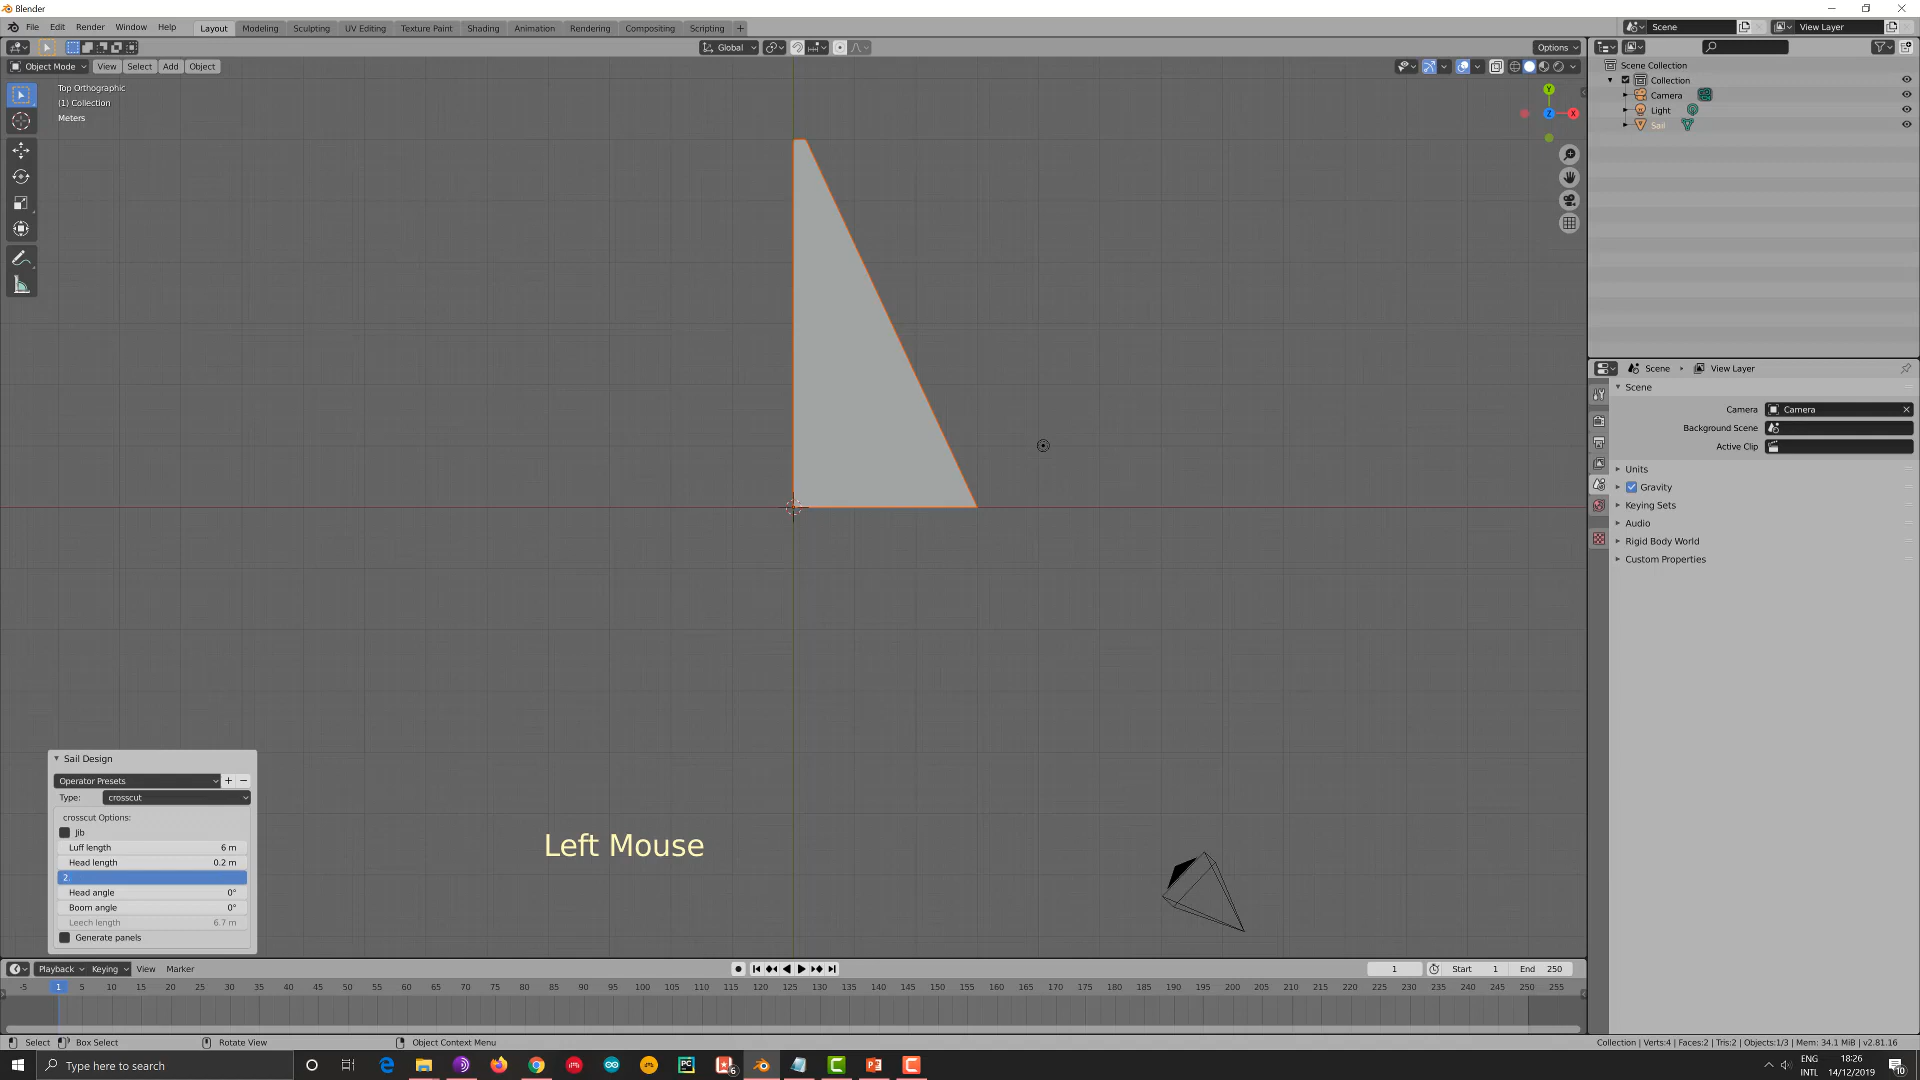 Blender
File Edit Render Window Help Layout Modeling Sculpting UV Editing Texture Paint Shading Animation Rendering Compositing Scripting + Scene View Layer
Global Options
Object Mode View Select Add Object
Top Orthographic
(1) Collection
Meters
Y
Z X
Scene Collection
Collection
Camera
Light
Sail
Scene View Layer
Scene
Camera Camera
Background Scene
Active Clip
Units
Gravity
Keying Sets
Audio
Rigid Body World
Custom Properties
Sail Design
Operator Presets + −
Type: crosscut
crosscut Options:
Jib
Luff length 6 m
Head length 0.2 m
2
Head angle 0°
Boom angle 0°
Leech length 6.7 m
Generate panels
Left Mouse
Playback Keying View Marker 1 Start 1 End 250
-5 1 5 10 15 20 25 30 35 40 45 50 55 60 65 70 75 80 85 90 95 100 105 110 115 120 125 130 135 140 145 150 155 160 165 170 175 180 185 190 195 200 205 210 215 220 225 230 235 240 245 250 255
Select Box Select Rotate View Object Context Menu Collection | Verts:4 | Faces:2 | Tris:2 | Objects:1/3 | Mem: 34.1 MiB | v2.81.16
Type here to search PC 6 ENG 18:26
INTL 14/12/2019 10